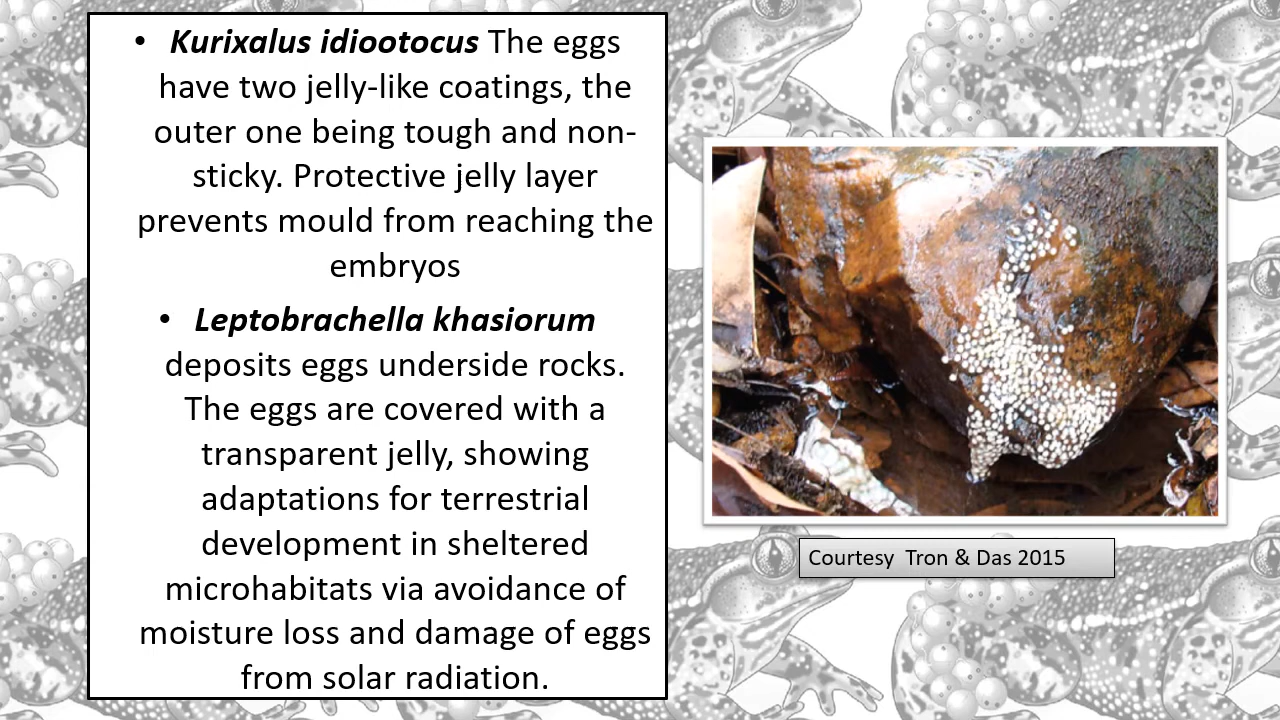 • Kurixalus idiootocus The eggs
have two jelly-like coatings, the
outer one being tough and non-
sticky. Protective jelly layer
prevents mould from reaching the
embryos
• Leptobrachella khasiorum
deposits eggs underside rocks.
The eggs are covered with a
transparent jelly, showing
adaptations for terrestrial
development in sheltered
microhabitats via avoidance of
moisture loss and damage of eggs
from solar radiation.
Courtesy Tron & Das 2015